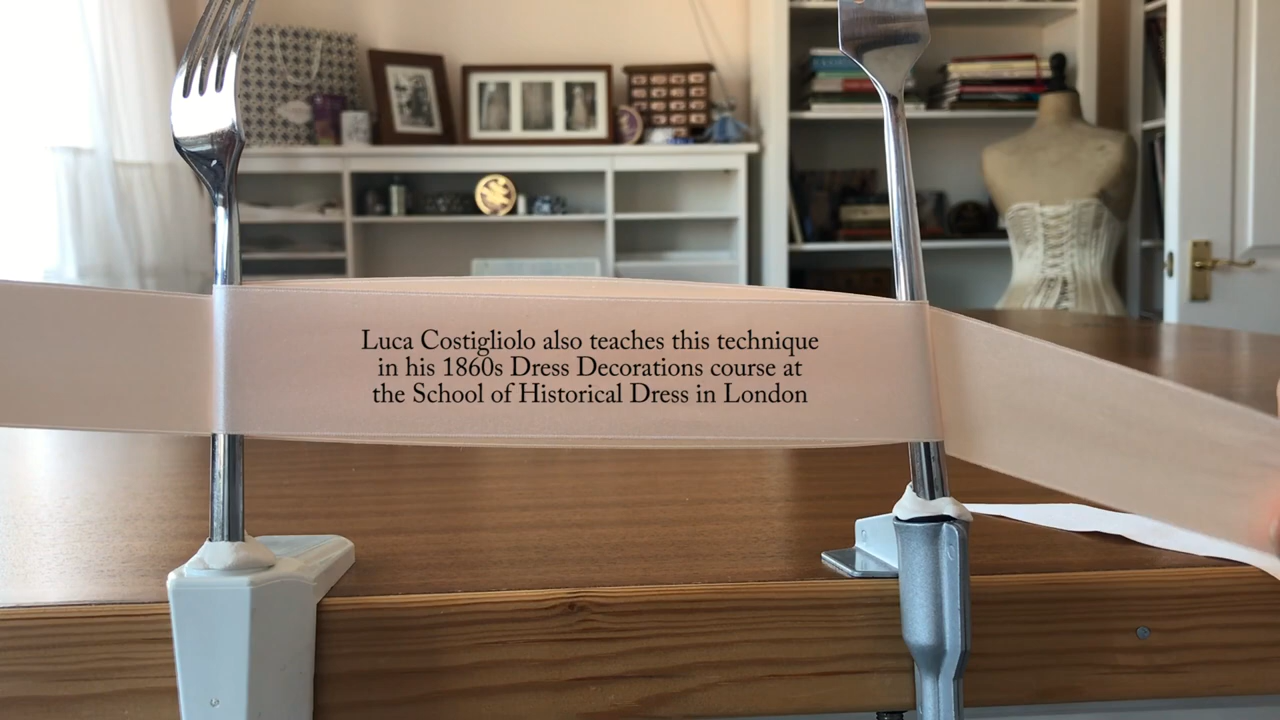 Luca Costigliolo also teaches this technique
in his 1860s Dress Decorations course at
the School of Historical Dress in London